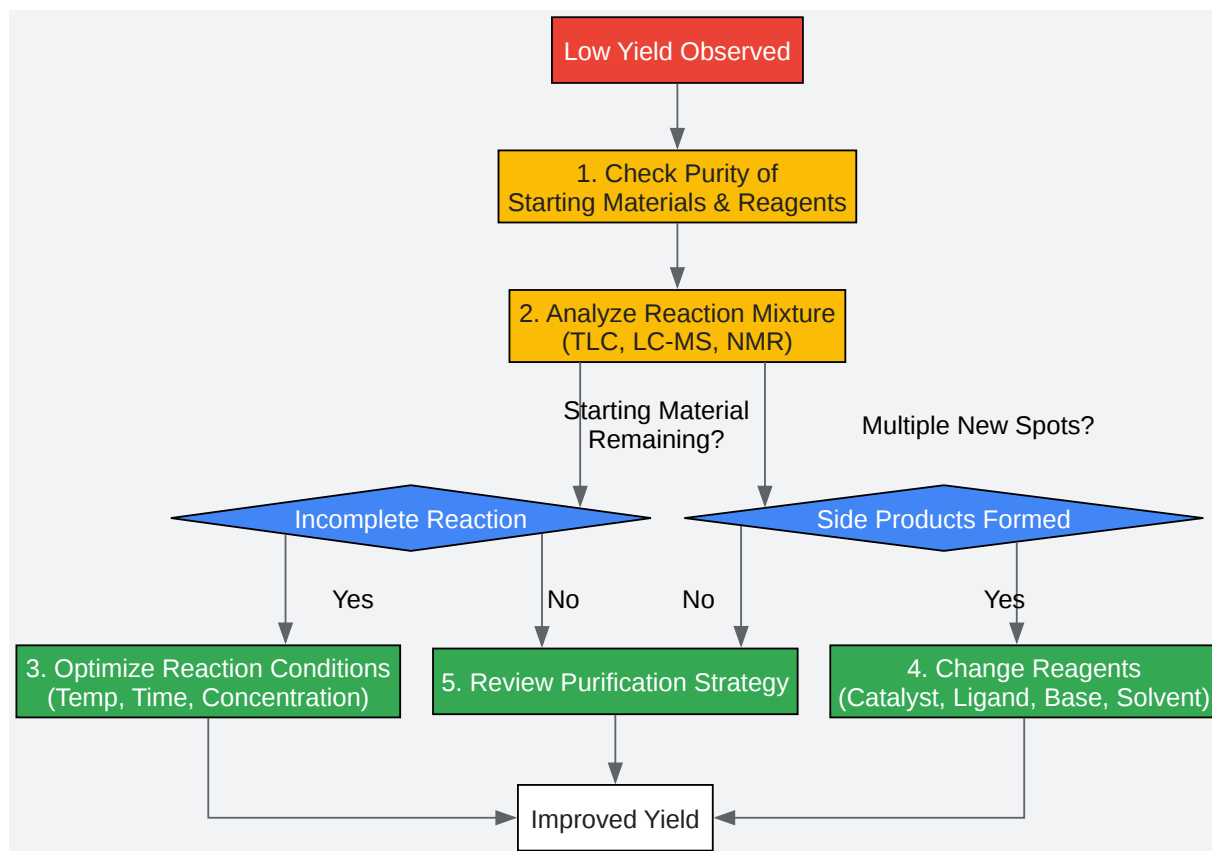 Low Yield Observed
1. Check Purity of
Starting Materials & Reagents
2. Analyze Reaction Mixture
(TLC, LC-MS, NMR)
Starting Material
Remaining?
Multiple New Spots?
Incomplete Reaction
Side Products Formed
Yes
No
No
Yes
3. Optimize Reaction Conditions
(Temp, Time, Concentration)
5. Review Purification Strategy
4. Change Reagents
(Catalyst, Ligand, Base, Solvent)
Improved Yield